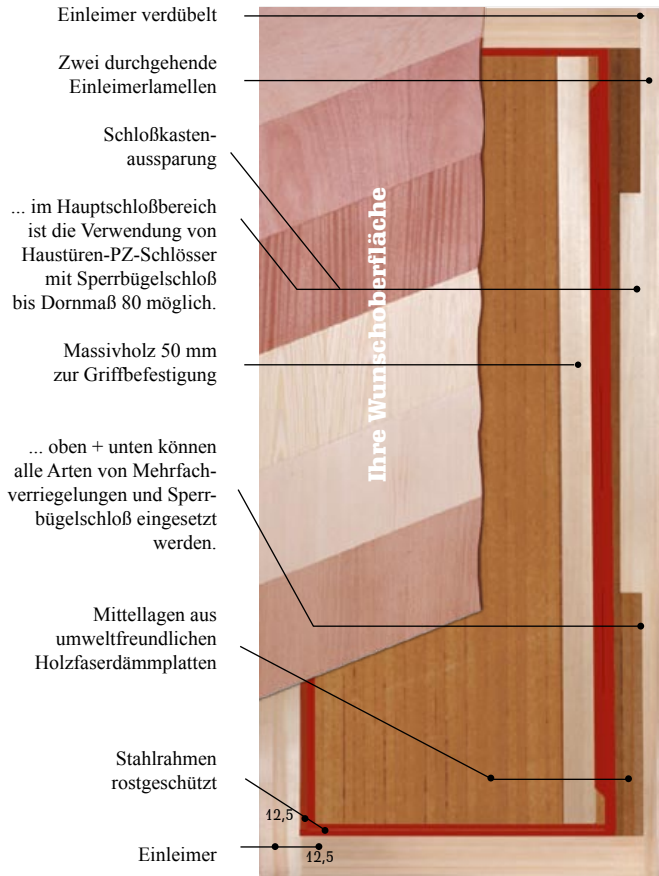 Einleimer verdübelt
Zwei durchgehende
Einleimerlamellen
Schloßkasten-
aussparung
... im Hauptschloßbereich
ist die Verwendung von
Haustüren-PZ-Schlösser
mit Sperrbügelschloß
bis Dornmaß 80 möglich.
Massivholz 50 mm
zur Griffbefestigung
... oben + unten können
alle Arten von Mehrfach-
verriegelungen und Sperr-
bügelschloß eingesetzt
werden.
Mittellagen aus
umweltfreundlichen
Holzfaserdämmplatten
Stahlrahmen
rostgeschützt
12,5
Einleimer
12,5
Ihre Wunschoberfläche